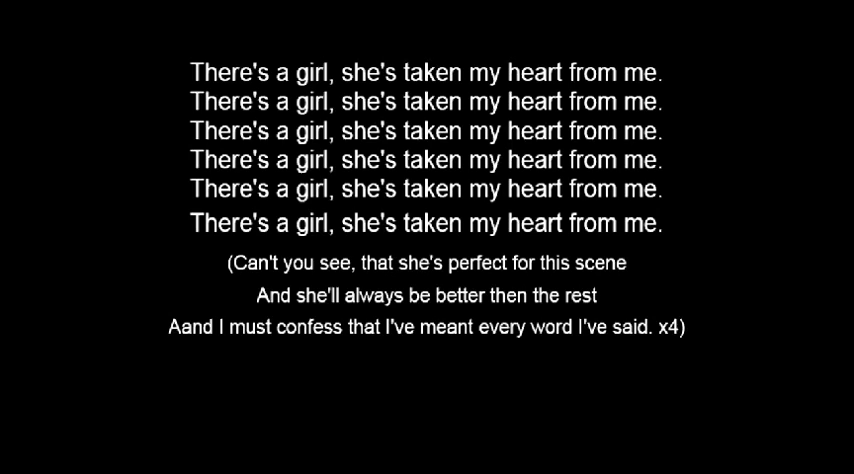 There's a girl, she's taken my heart from me.
There's a girl, she's taken my heart from me.
There's a girl, she's taken my heart from me.
There's a girl, she's taken my heart from me.
There's a girl, she's taken my heart from me.
There's a girl, she's taken my heart from me.
(Can't you see, that she's perfect for this scene
And she'll always be better then the rest
Aand I must confess that I've meant every word I've said. x4)